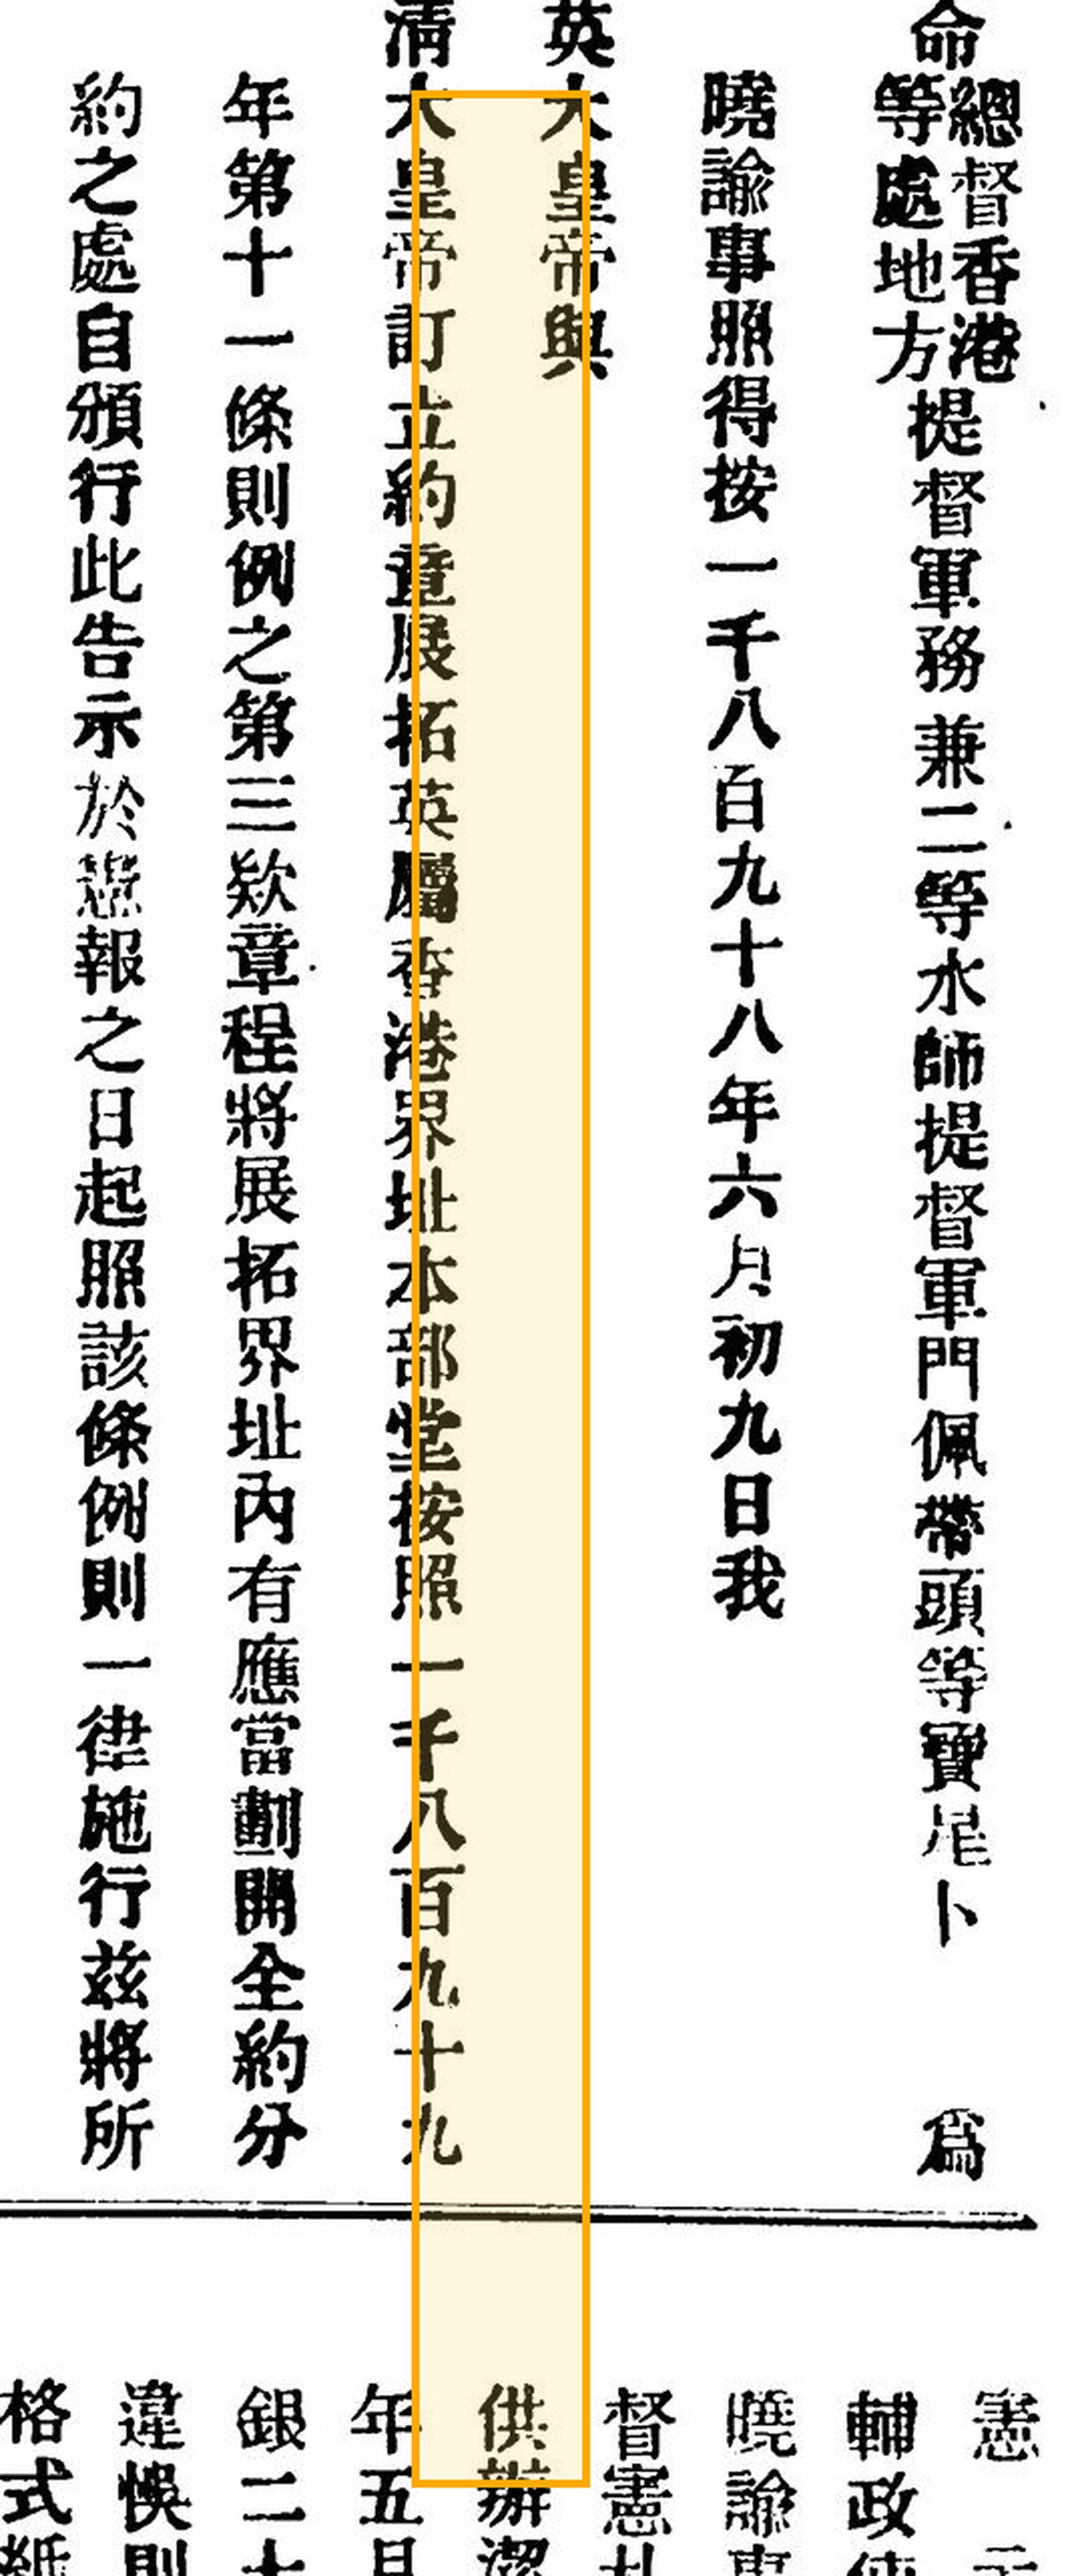 命總督香港等處地方提督軍務兼二等水師提督軍門佩帶頭等寶星卜為
曉諭事照得按一千八百九十八年六月初九日我
英大皇帝與
清大皇帝訂立約章展拓英屬香港界址本部堂按照一千八百九十九
年第十一條則例之第三欵章程將展拓界址內有應當劃開全約分
約之處自頒行此告示於憲報之日起照該條例則一律施行茲將所
憲
輔政
曉諭
督憲
供辦潔
年五月
銀二十
違悞則
格式紙